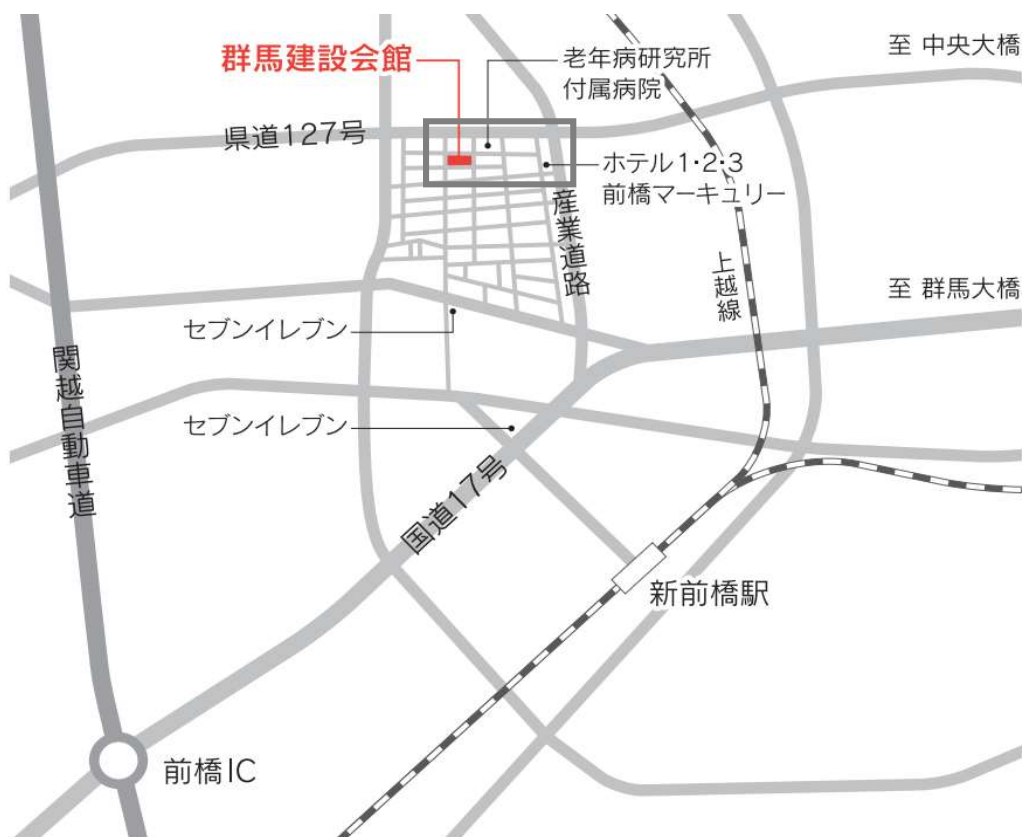 至 中央大橋
群馬建設会館
老年病研究所
付属病院
県道127号
ホテル1・2・3
前橋マーキュリー
産業道路
上越線
至 群馬大橋
セブンイレブン
関越自動車道
セブンイレブン
国道17号
新前橋駅
前橋IC